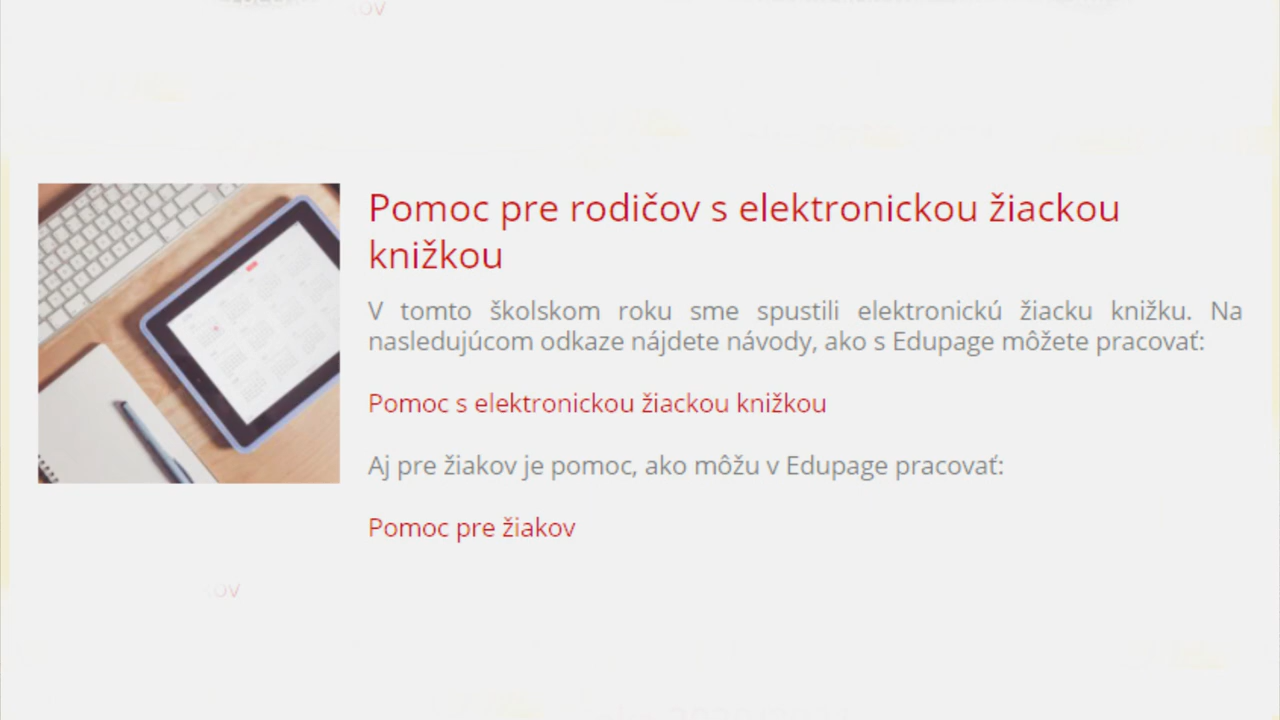 Pomoc pre rodičov s elektronickou žiackou
knižkou
V tomto školskom roku sme spustili elektronickú žiacku knižku. Na
nasledujúcom odkaze nájdete návody, ako s Edupage môžete pracovať:
Pomoc s elektronickou žiackou knižkou
Aj pre žiakov je pomoc, ako môžu v Edupage pracovať:
Pomoc pre žiakov